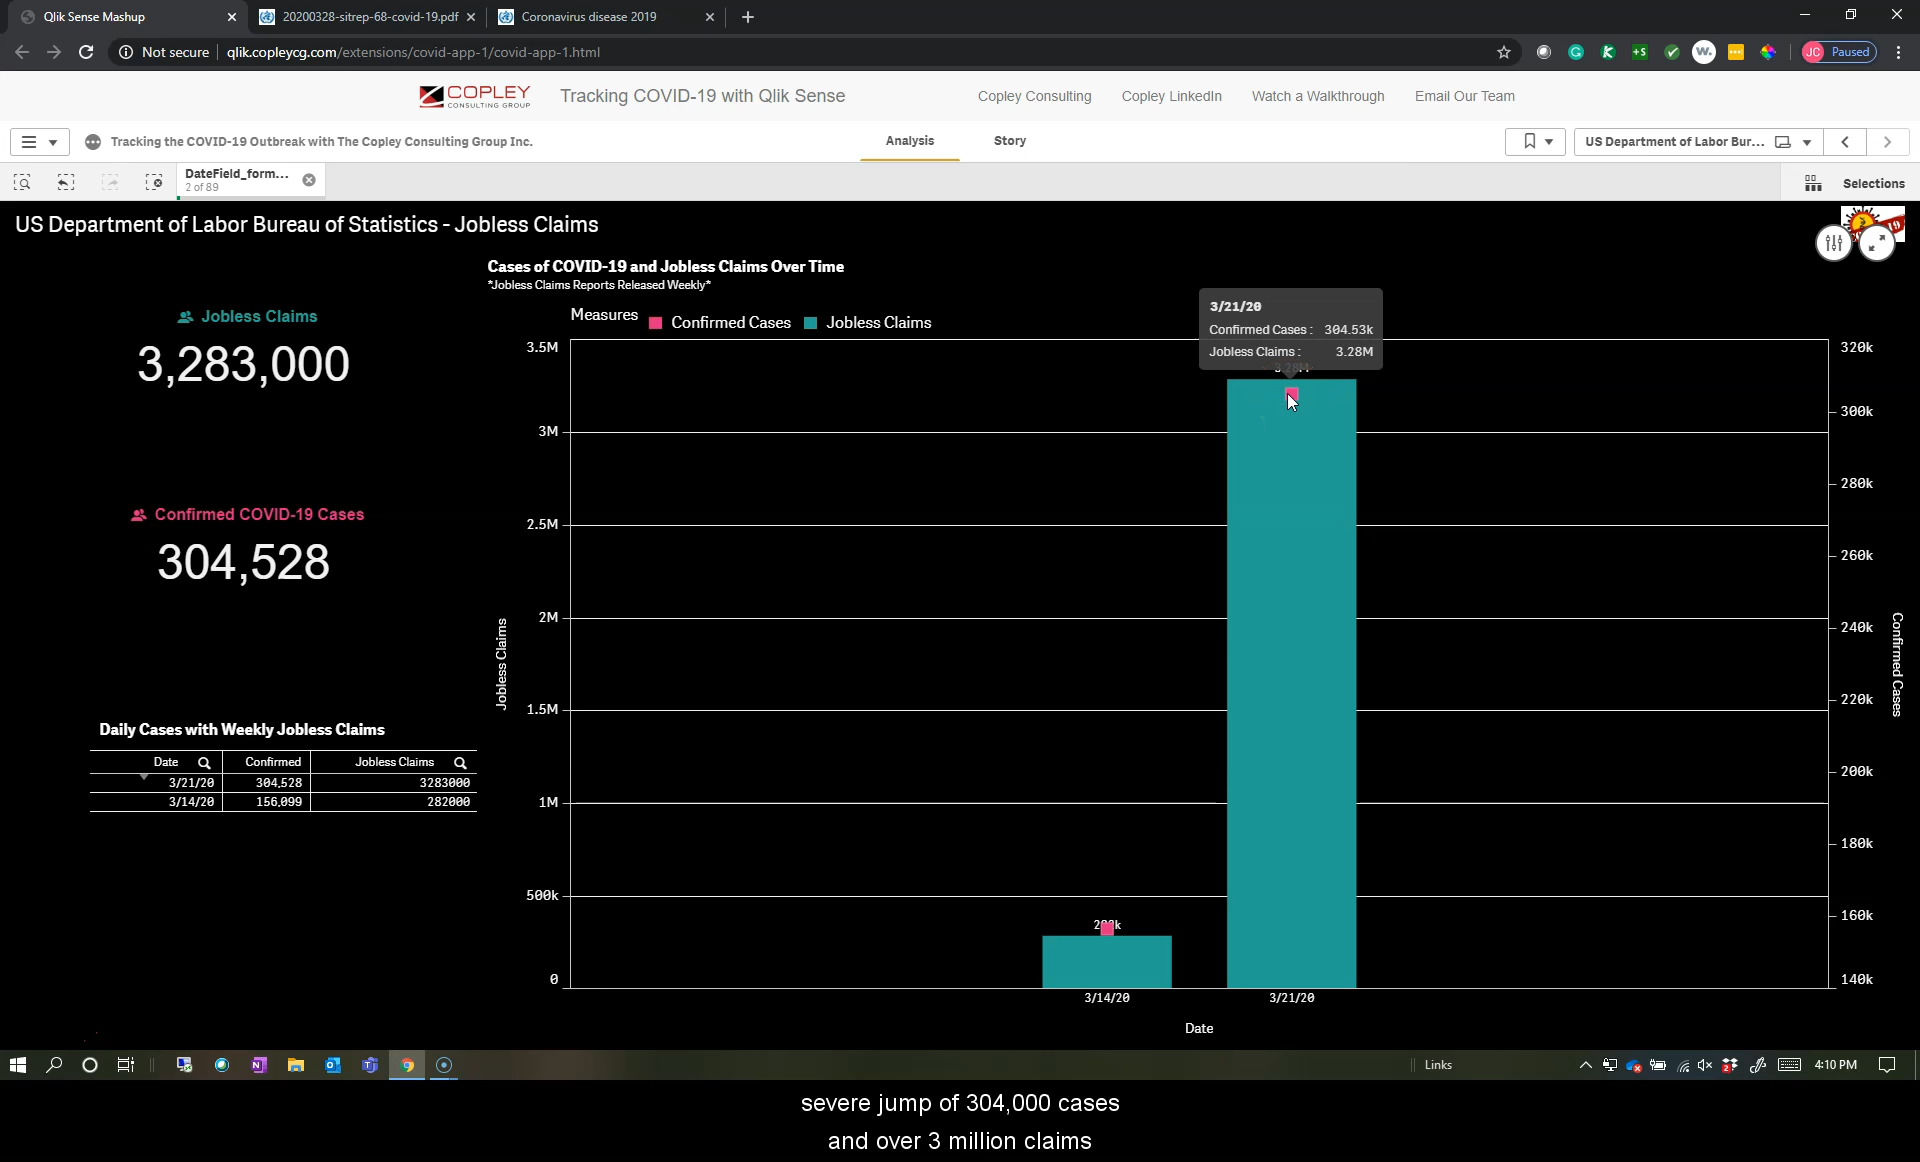 Qlik Sense Mashup
20200328-sitrep-68-covid-19.pdf
Coronavirus disease 2019
Not secure
qlik.copleycg.com/extensions/covid-app-1/covid-app-1.html
+S
W.
JC
Paused
COPLEY
CONSULTING GROUP
Tracking COVID-19 with Qlik Sense
Copley Consulting
Copley LinkedIn
Watch a Walkthrough
Email Our Team
Tracking the COVID-19 Outbreak with The Copley Consulting Group Inc.
Analysis
Story
US Department of Labor Bur...
DateField_form...
2 of 89
Selections
US Department of Labor Bureau of Statistics - Jobless Claims
Jobless Claims
3,283,000
Confirmed COVID-19 Cases
304,528
Daily Cases with Weekly Jobless Claims
Date Confirmed Jobless Claims
3/21/20 304,528 3283000
3/14/20 156,099 282000
Cases of COVID-19 and Jobless Claims Over Time
*Jobless Claims Reports Released Weekly*
Measures
Confirmed Cases
Jobless Claims
3/21/20
Confirmed Cases : 304.53k
Jobless Claims : 3.28M
3.5M
3M
2.5M
2M
1.5M
1M
500k
0
Jobless Claims
320k
300k
280k
260k
240k
220k
200k
180k
160k
140k
Confirmed Cases
3/14/20
3/21/20
Date
Links
4:10 PM
severe jump of 304,000 cases
and over 3 million claims